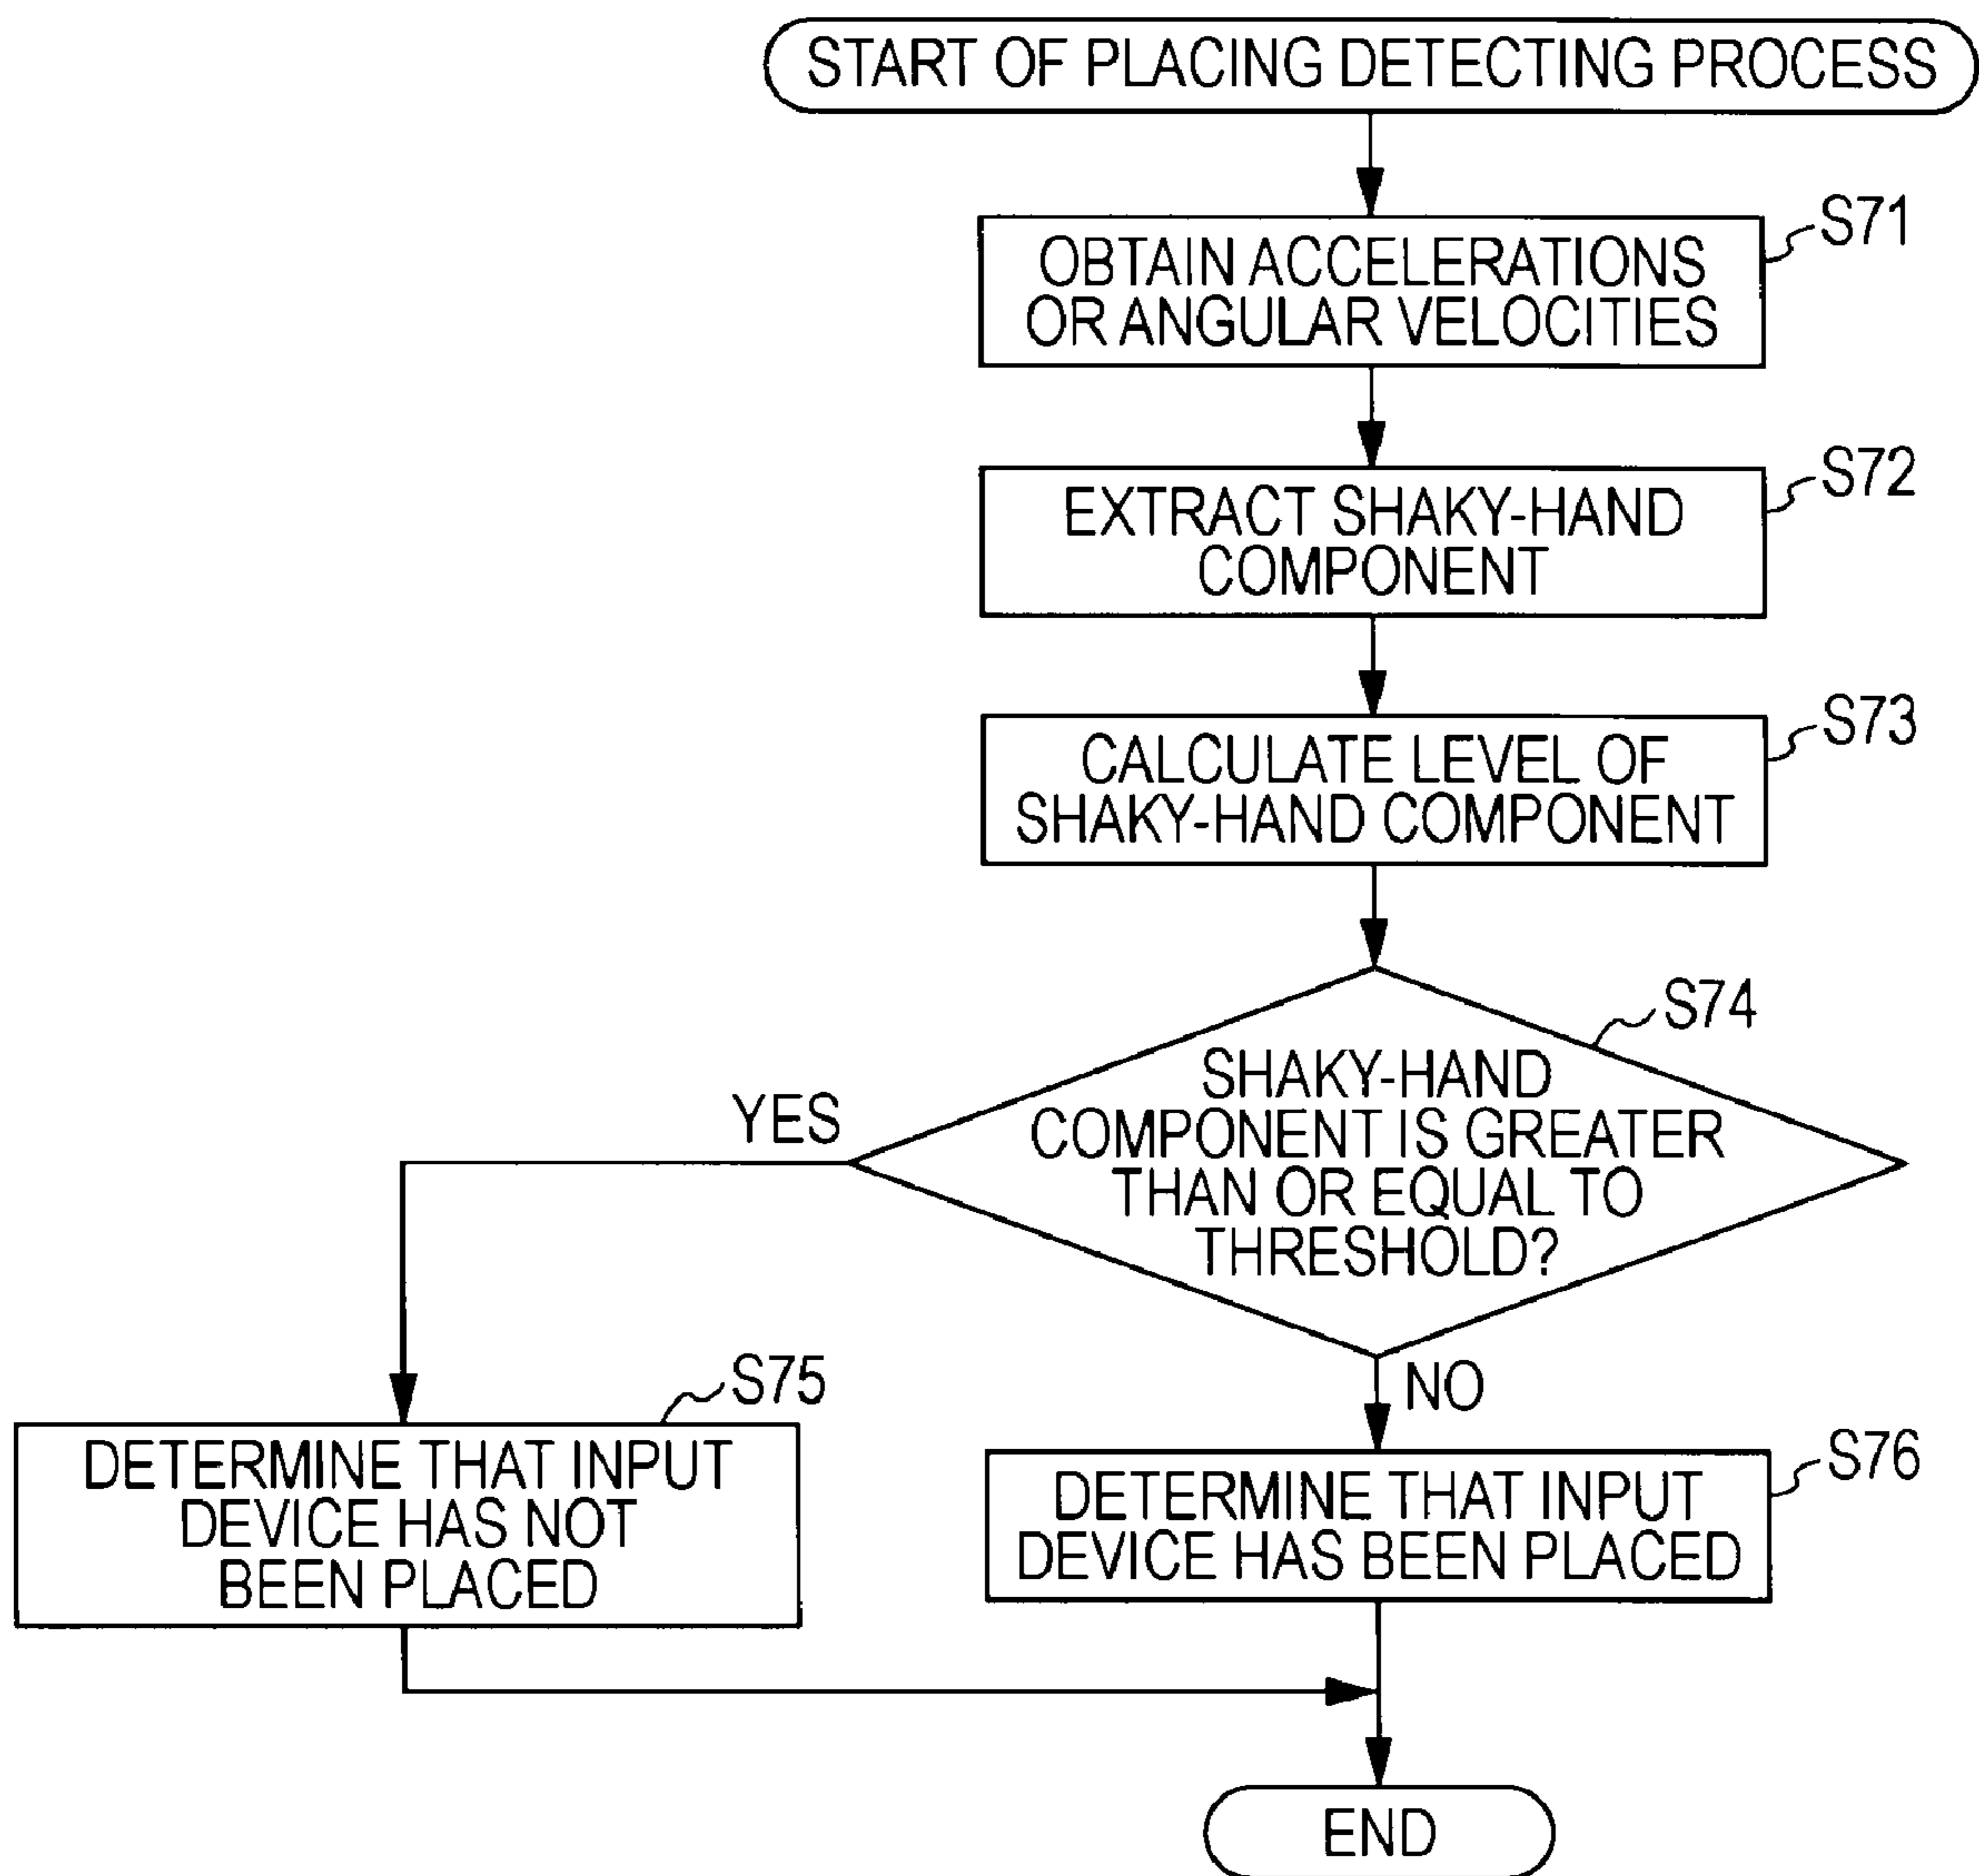 START OF PLACING DETECTING PROCESS
S71
OBTAIN ACCELERATIONS
OR ANGULAR VELOCITIES
S72
EXTRACT SHAKY-HAND
COMPONENT
S73
CALCULATE LEVEL OF
SHAKY-HAND COMPONENT
S74
SHAKY-HAND
COMPONENT IS GREATER
THAN OR EQUAL TO
THRESHOLD?
YES
NO
S75
DETERMINE THAT INPUT
DEVICE HAS NOT
BEEN PLACED
S76
DETERMINE THAT INPUT
DEVICE HAS BEEN PLACED
END